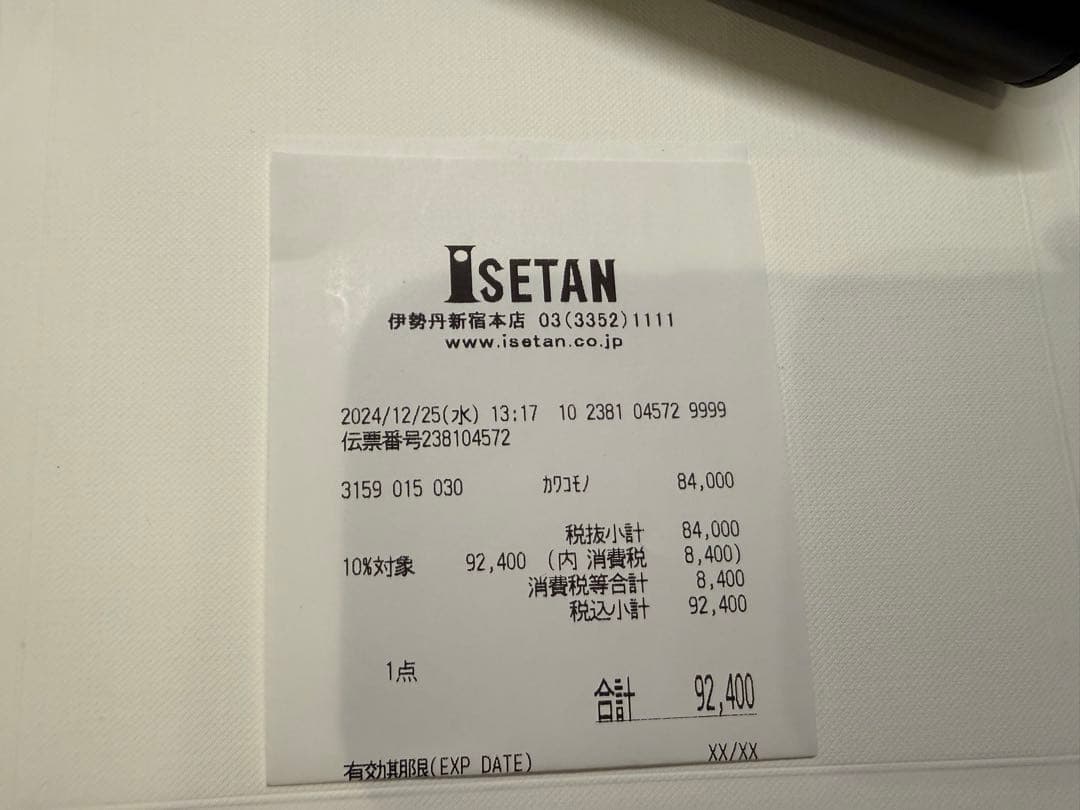 ISETAN
伊勢丹新宿本店 03(3352)1111
www.isetan.co.jp
2024/12/25(水) 13:17 10 2381 04572 9999
伝票番号238104572
3159 015 030 ｶﾜｺﾓﾉ 84,000
税抜小計 84,000
10%対象 92,400 (内 消費税 8,400)
消費税等合計 8,400
税込小計 92,400
1点
合計 92,400
有効期限(EXP DATE) XX/XX